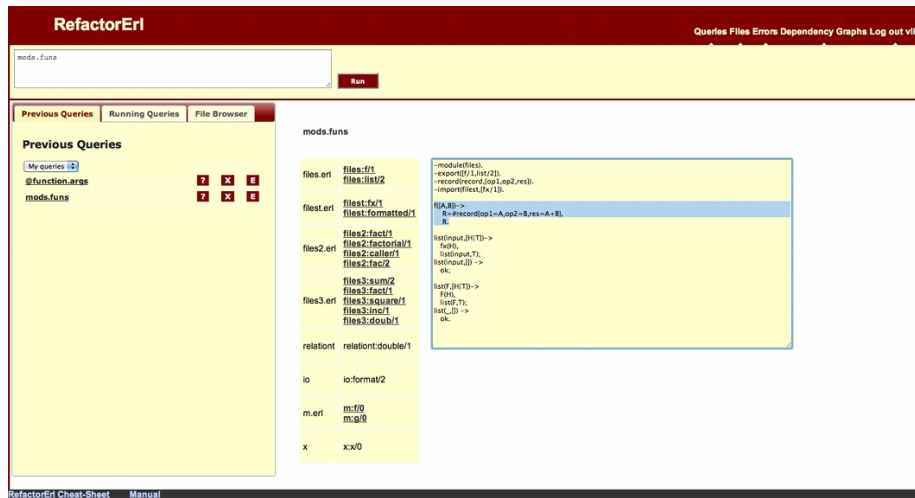 RefactorErl
Queries Files Errors Dependency Graphs Log out vil
mods.funs
Run
Previous Queries
Running Queries
File Browser
Previous Queries
My queries
@function.args ? X E
mods.funs ? X E
mods.funs
files.erl
files:f/1
files:list/2
filest.erl
filest:fx/1
filest:formatted/1
files2.erl
files2:fact/1
files2:factorial/1
files2:caller/1
files2:fac/2
files3.erl
files3:sum/2
files3:fact/1
files3:square/1
files3:inc/1
files3:doub/1
relationt relationt:double/1
io io:format/2
m.erl
m:f/0
m:g/0
x x:x/0
-module(files).
-export([f/1,list/2]).
-record(record,{op1,op2,res}).
-import(filest,[fx/1]).
f({A,B})->
R=#record{op1=A,op2=B,res=A+B},
R.
list(input,[H|T])->
fx(H),
list(input,T);
list(input,[]) ->
ok;
list(F,[H|T])->
F(H),
list(F,T);
list(_,[]) ->
ok.
RefactorErl Cheat-Sheet Manual